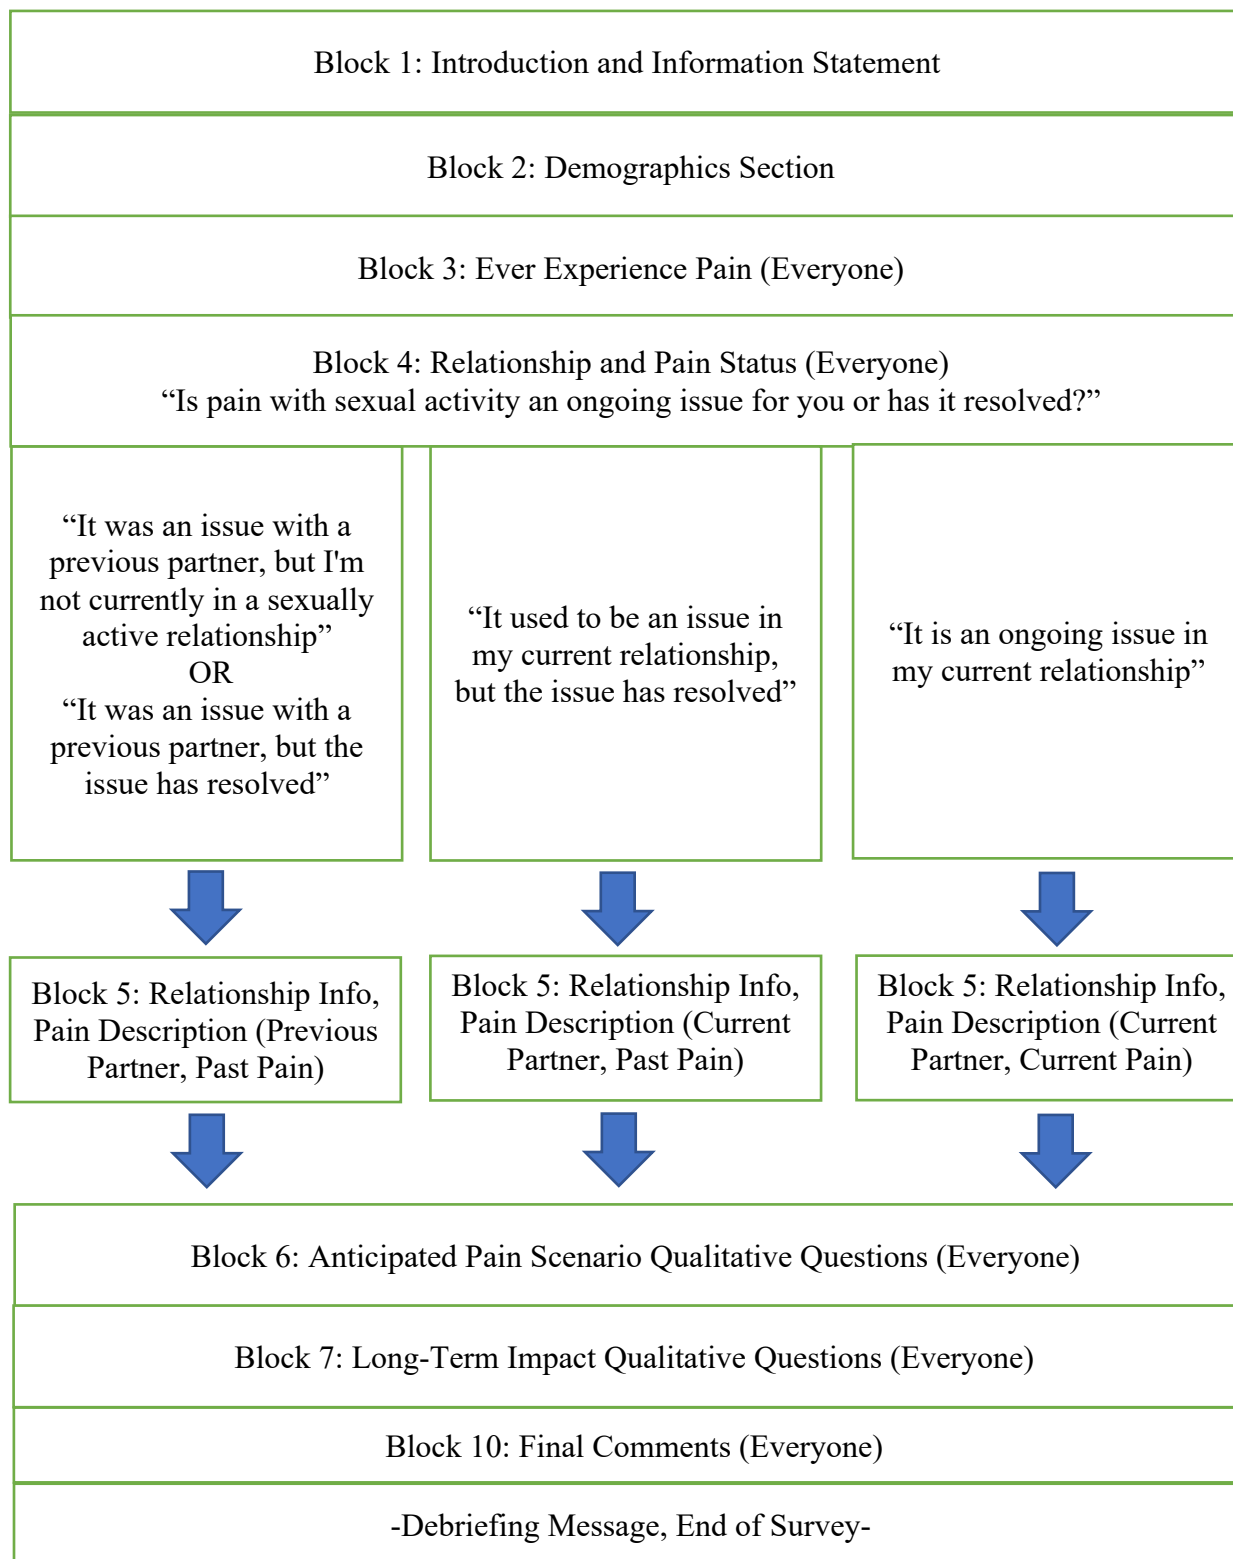 Block 1: Introduction and Information Statement
Block 2: Demographics Section
Block 3: Ever Experience Pain (Everyone)
Block 4: Relationship and Pain Status (Everyone)
“Is pain with sexual activity an ongoing issue for you or has it resolved?”
“It was an issue with a
previous partner, but I'm
not currently in a sexually
active relationship”
OR
“It was an issue with a
previous partner, but the
issue has resolved”
“It used to be an issue in
my current relationship,
but the issue has resolved”
“It is an ongoing issue in
my current relationship”
Block 5: Relationship Info,
Pain Description (Previous
Partner, Past Pain)
Block 5: Relationship Info,
Pain Description (Current
Partner, Past Pain)
Block 5: Relationship Info,
Pain Description (Current
Partner, Current Pain)
Block 6: Anticipated Pain Scenario Qualitative Questions (Everyone)
Block 7: Long-Term Impact Qualitative Questions (Everyone)
Block 10: Final Comments (Everyone)
-Debriefing Message, End of Survey-